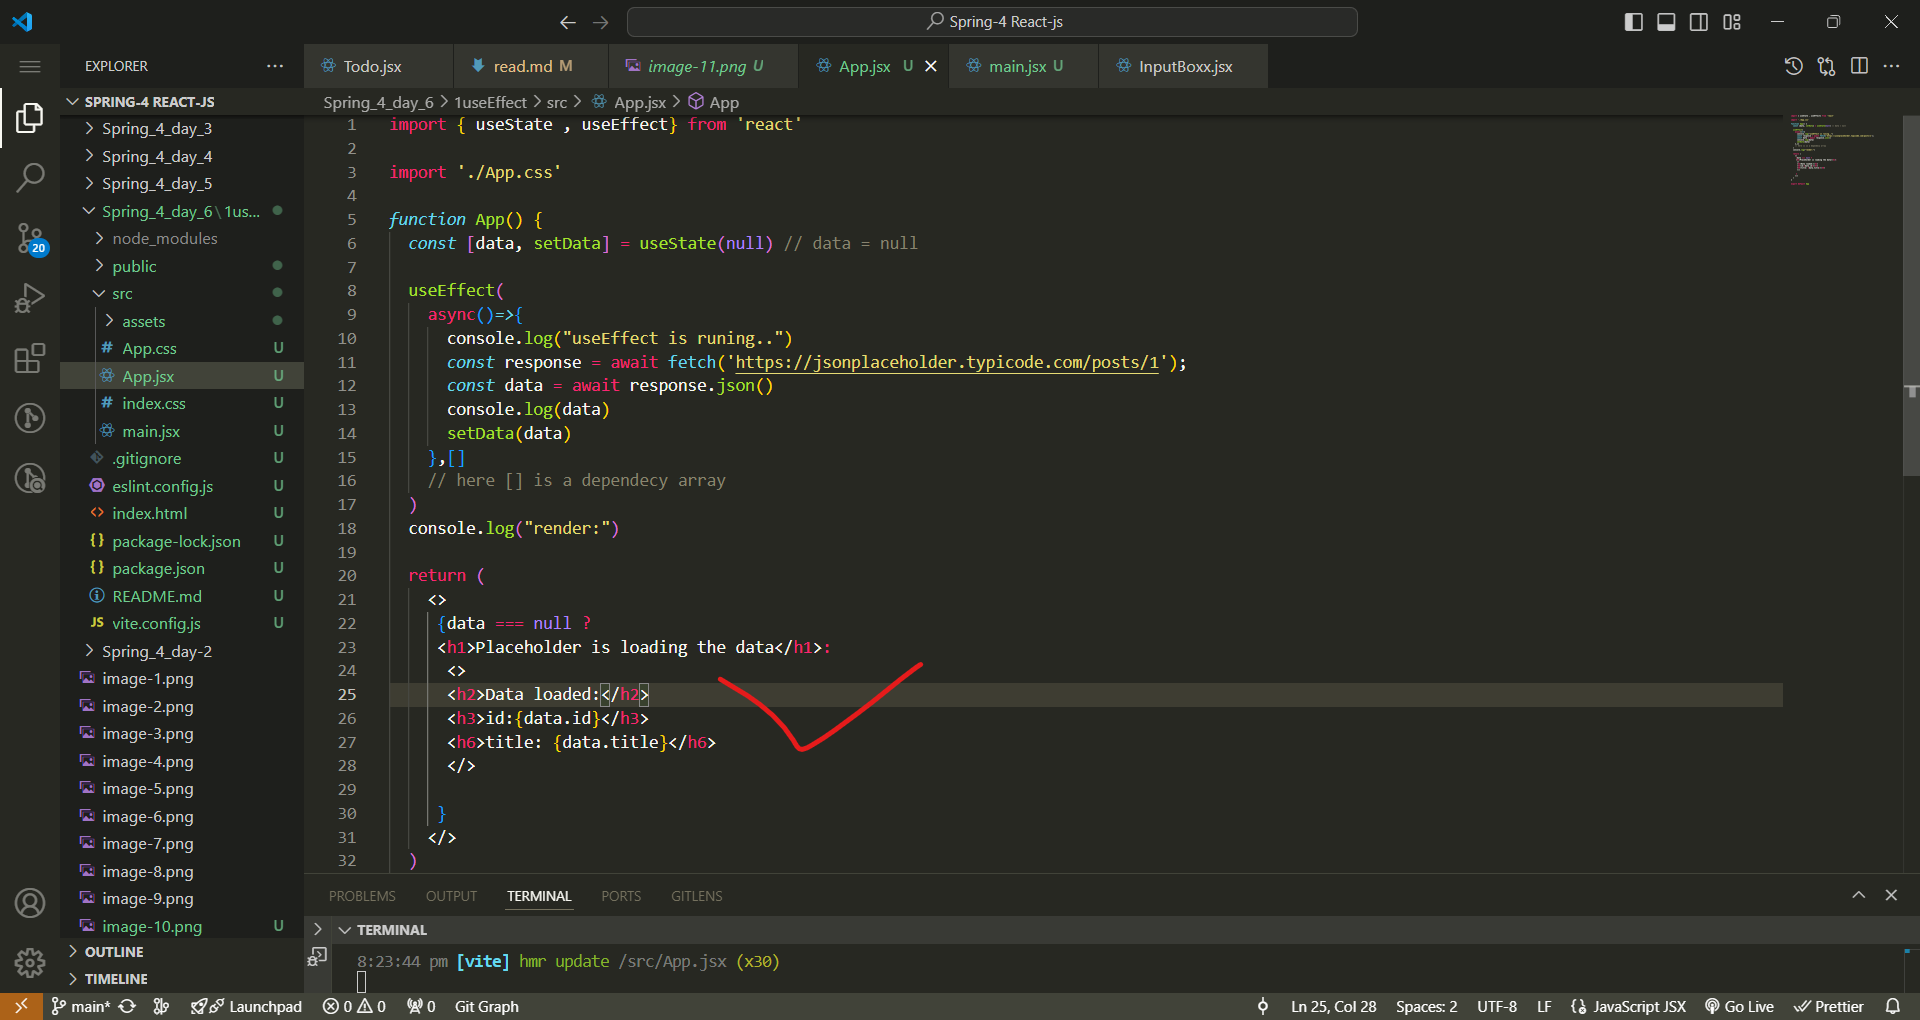 Spring-4 React-js
EXPLORER
Todo.jsx
read.md M
image-11.png U
App.jsx U
main.jsx U
InputBoxx.jsx
SPRING-4 REACT-JS
Spring_4_day_6 > 1useEffect > src > App.jsx > App
Spring_4_day_3
Spring_4_day_4
Spring_4_day_5
Spring_4_day_6\1us...
node_modules
public
src
assets
# App.css U
App.jsx U
# index.css U
main.jsx U
.gitignore U
eslint.config.js U
<> index.html U
{} package-lock.json U
{} package.json U
README.md U
JS vite.config.js U
Spring_4_day-2
image-1.png
image-2.png
image-3.png
image-4.png
image-5.png
image-6.png
image-7.png
image-8.png
image-9.png
image-10.png U
OUTLINE
TIMELINE
20
1 import { useState , useEffect} from 'react'
2
3 import './App.css'
4
5 function App() {
6 const [data, setData] = useState(null) // data = null
7
8 useEffect(
9 async()=>{
10 console.log("useEffect is runing..")
11 const response = await fetch('https://jsonplaceholder.typicode.com/posts/1');
12 const data = await response.json()
13 console.log(data)
14 setData(data)
15 },[]
16 // here [] is a dependecy array
17 )
18 console.log("render:")
19
20 return (
21 <>
22 {data === null ?
23 <h1>Placeholder is loading the data</h1>:
24 <>
25 <h2>Data loaded:</h2>
26 <h3>id:{data.id}</h3>
27 <h6>title: {data.title}</h6>
28 </>
29
30 }
31 </>
32 )
PROBLEMS OUTPUT TERMINAL PORTS GITLENS
TERMINAL
8:23:44 pm [vite] hmr update /src/App.jsx (x30)
main* Launchpad 0 0 0 Git Graph Ln 25, Col 28 Spaces: 2 UTF-8 LF JavaScript JSX Go Live Prettier